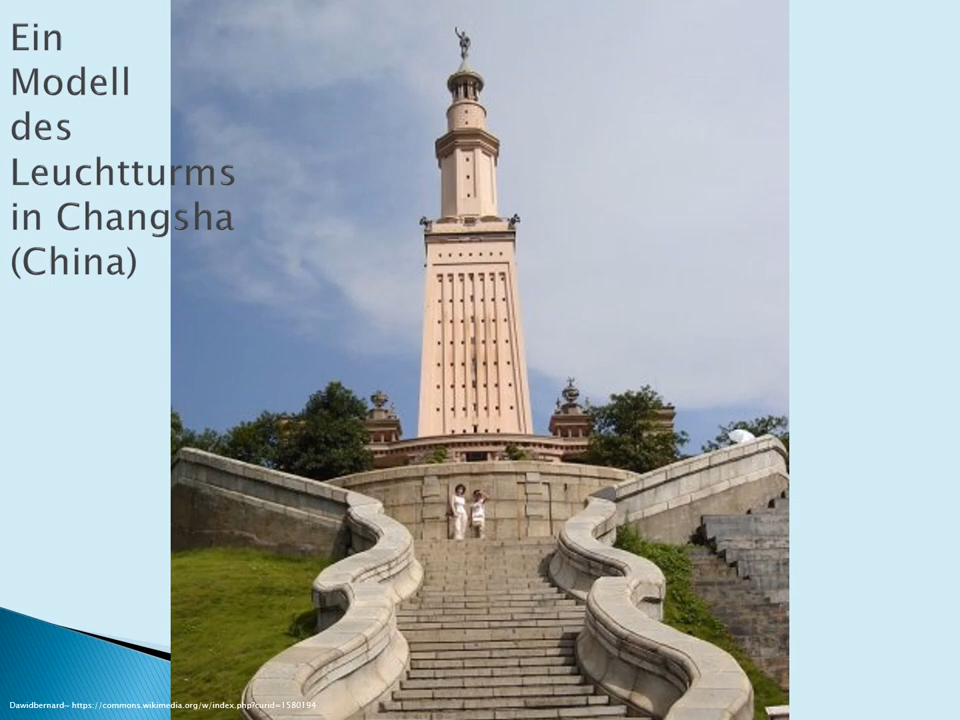 Ein
Modell
des
Leuchtturms
in Changsha
(China)
Dawidbernard- https://commons.wikimedia.org/w/index.php?curid=1580194